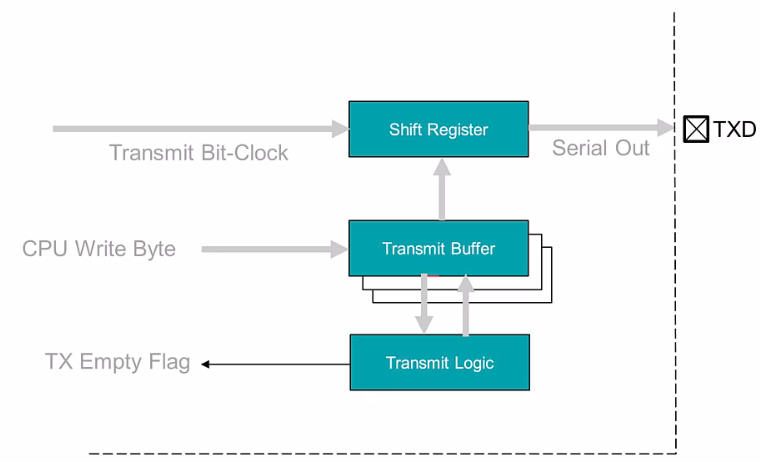 Shift Register
TXD
Transmit Bit-Clock
Serial Out
CPU Write Byte
Transmit Buffer
TX Empty Flag
Transmit Logic